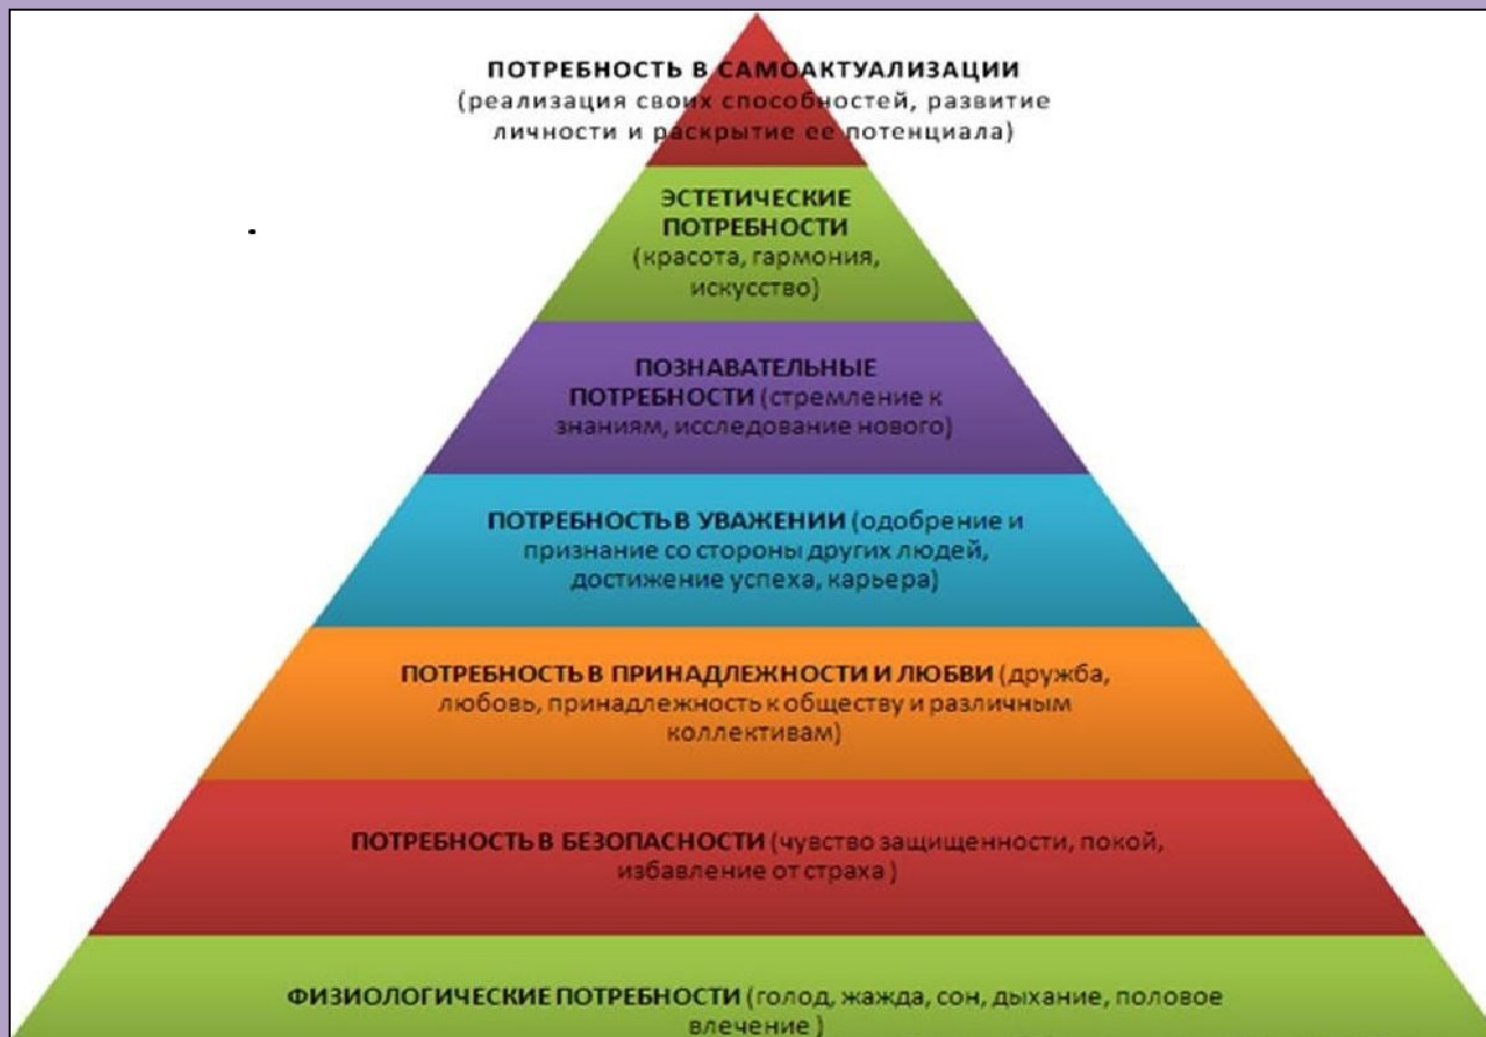 ПОТРЕБНОСТЬ В САМОАКТУАЛИЗАЦИИ
(реализация своих способностей, развитие
личности и раскрытие ее потенциала)
ЭСТЕТИЧЕСКИЕ
ПОТРЕБНОСТИ
(красота, гармония,
искусство)
ПОЗНАВАТЕЛЬНЫЕ
ПОТРЕБНОСТИ (стремление к
знаниям, исследование нового)
ПОТРЕБНОСТЬ В УВАЖЕНИИ (одобрение и
признание со стороны других людей,
достижение успеха, карьера)
ПОТРЕБНОСТЬ В ПРИНАДЛЕЖНОСТИ И ЛЮБВИ (дружба,
любовь, принадлежность к обществу и различным
коллективам)
ПОТРЕБНОСТЬ В БЕЗОПАСНОСТИ (чувство защищенности, покой,
избавление от страха )
ФИЗИОЛОГИЧЕСКИЕ ПОТРЕБНОСТИ (голод, жажда, сон, дыхание, половое
влечение )